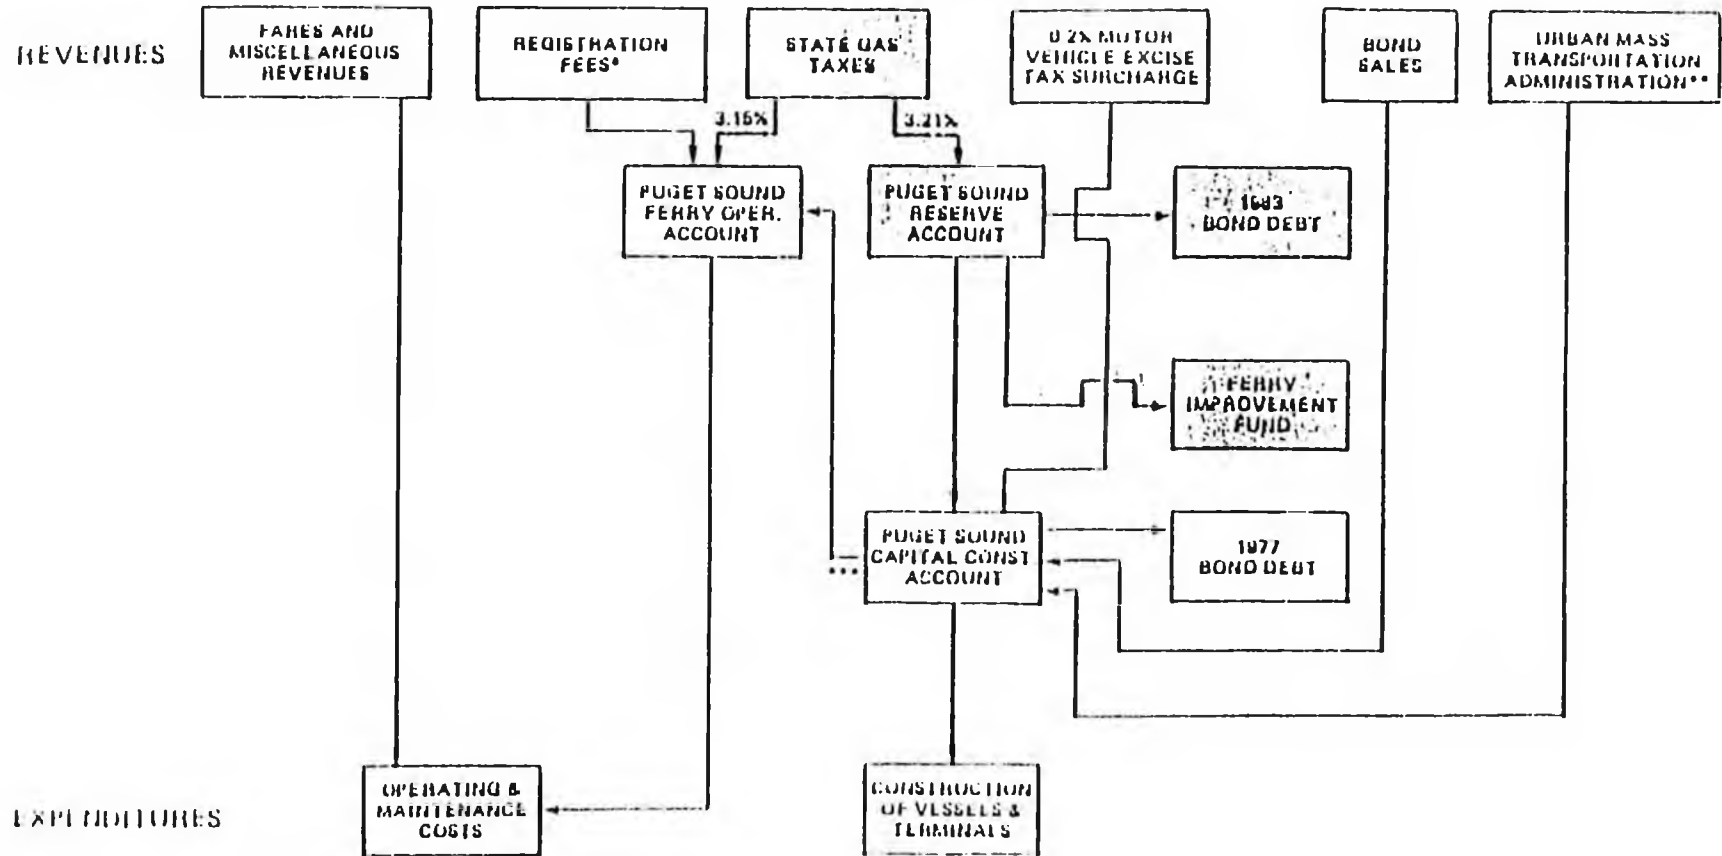 REVENUES
FARES AND
MISCELLANEOUS
REVENUES
REGISTRATION
FEES*
STATE GAS
TAXES
0.2% MOTOR
VEHICLE EXCISE
TAX SURCHARGE
BOND
SALES
URBAN MASS
TRANSPORTATION
ADMINISTRATION**
3.15%
3.21%
PUGET SOUND
FERRY OPER.
ACCOUNT
PUGET SOUND
RESERVE
ACCOUNT
1983
BOND DEBT
FERRY
IMPROVEMENT
FUND
PUGET SOUND
CAPITAL CONST
ACCOUNT
***
1977
BOND DEBT
EXPENDITURES
OPERATING &
MAINTENANCE
COSTS
CONSTRUCTION
OF VESSELS &
TERMINALS